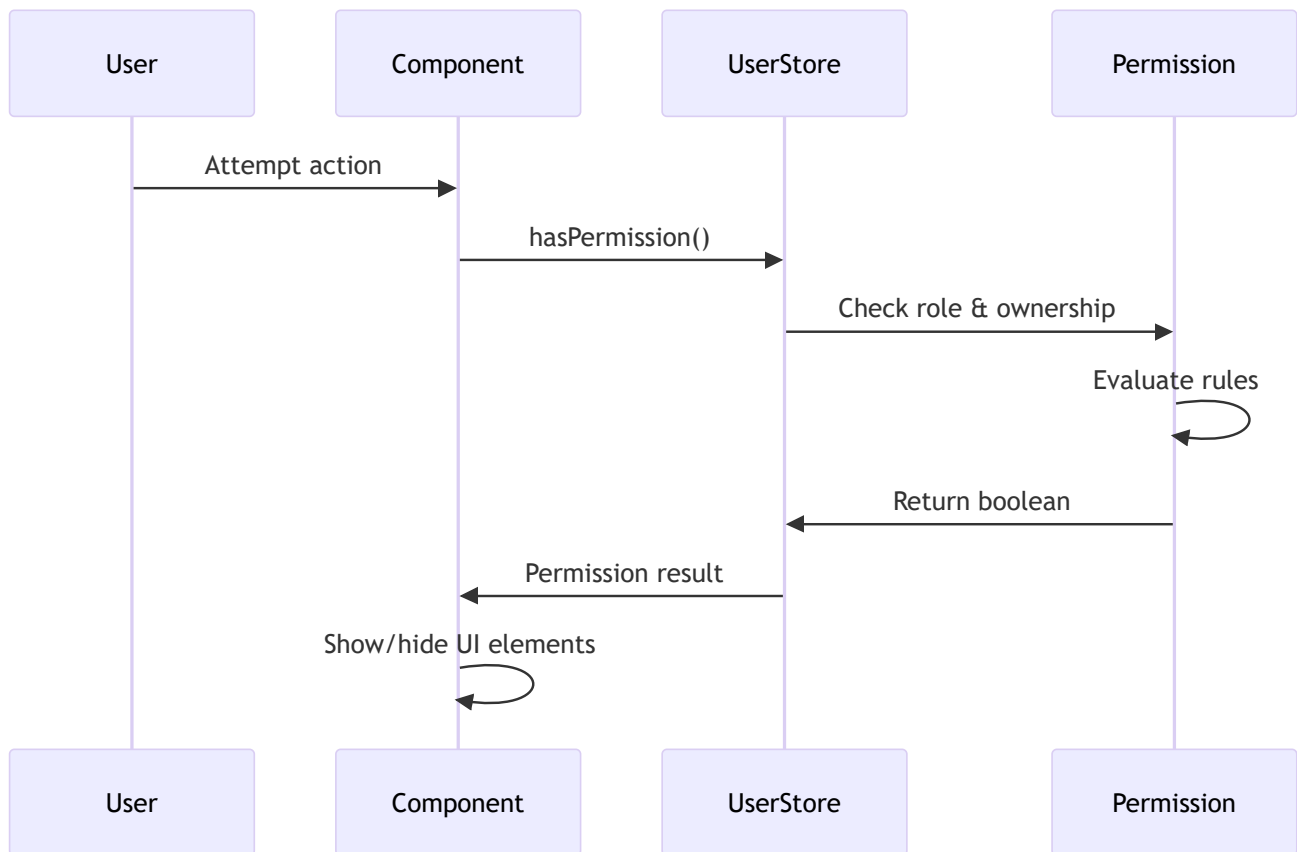 User Component UserStore Permission
Attempt action
hasPermission()
Check role & ownership
Evaluate rules
Return boolean
Permission result
Show/hide UI elements
User Component UserStore Permission